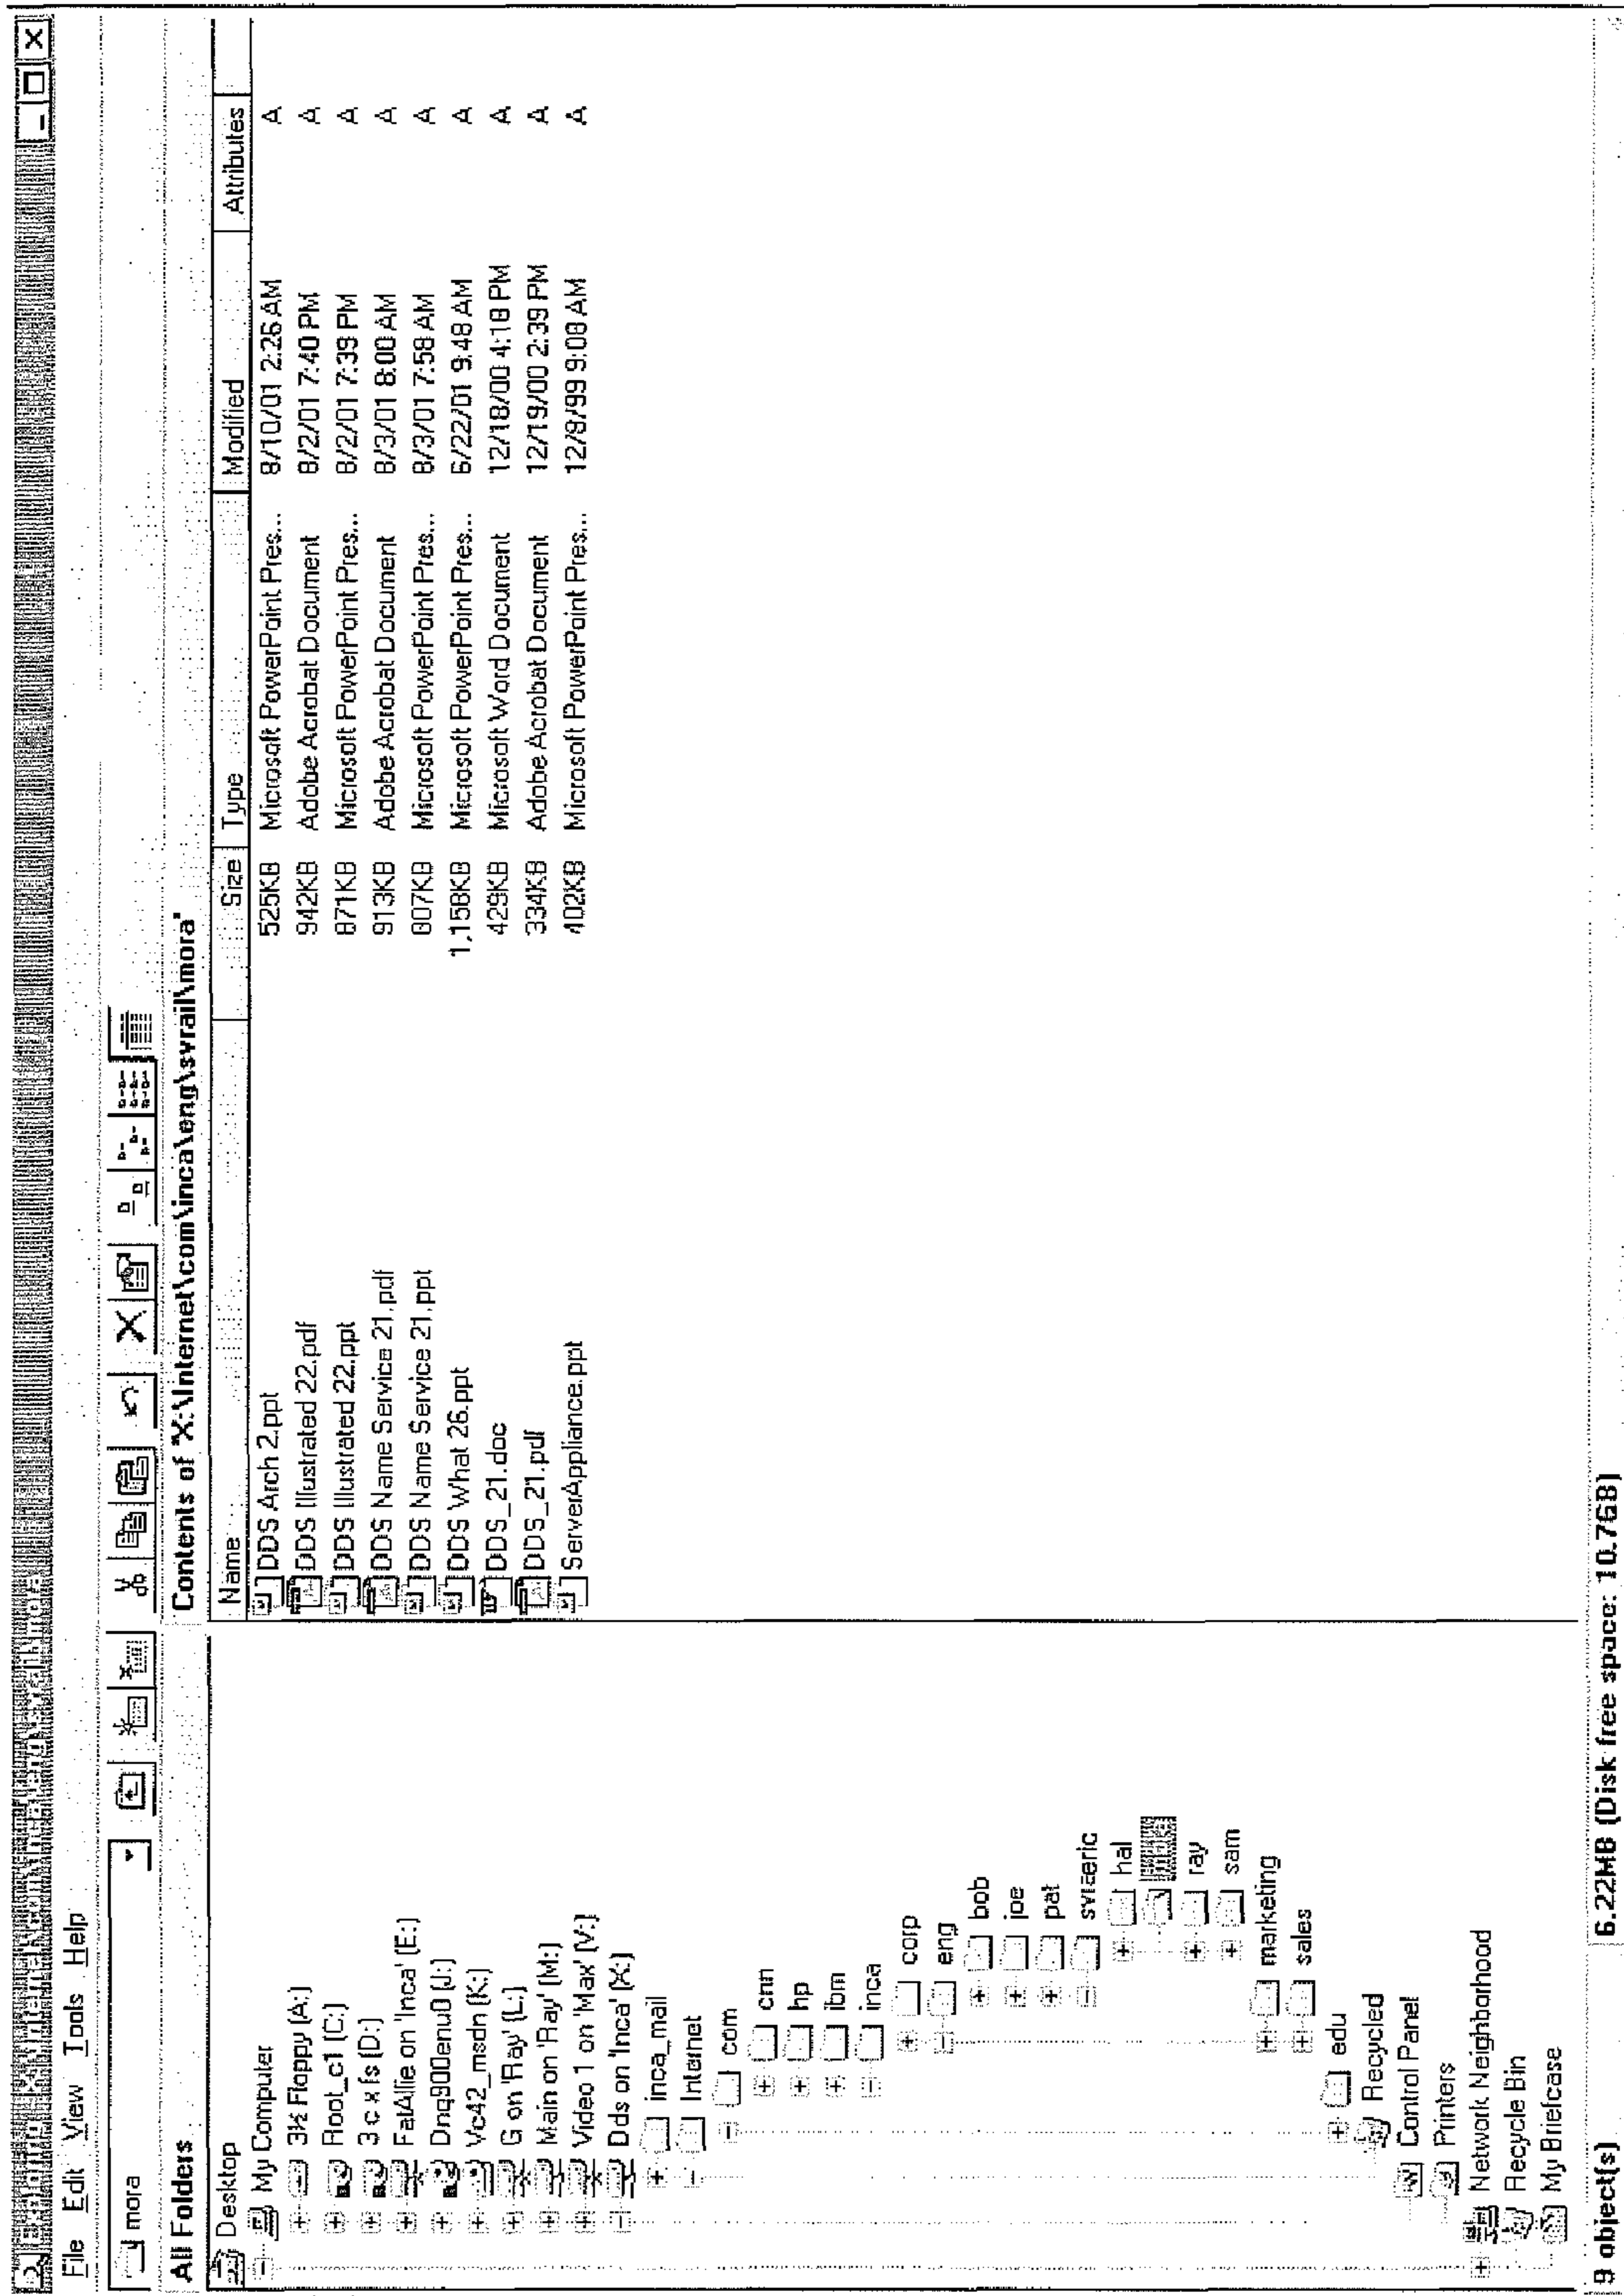 Exploring - X:\Internet\com\inca\eng\svrail\mora
File Edit View Tools Help
mora
All Folders
Contents of "X:\Internet\com\inca\eng\svrail\mora"
Desktop
My Computer
3½ Floppy (A:)
Root_c1 (C:)
3 c x fs (D:)
FatAllie on 'Inca' (E:)
Dng900enu0 (J:)
Vc42_msdn (K:)
G on 'Ray' (L:)
Main on 'Ray' (M:)
Video 1 on 'Max' (V:)
Dds on 'Inca' (X:)
inca_mail
Internet
com
cnn
hp
ibm
inca
corp
eng
bob
joe
pat
hal
mora
ray
sam
marketing
sales
edu
Recycled
Control Panel
Printers
Network Neighborhood
Recycle Bin
My Briefcase
Name Size Type Modified Attributes
DDS Arch 2.ppt 525KB Microsoft PowerPoint Pres... 8/10/01 2:26 AM A
DDS Illustrated 22.pdf 942KB Adobe Acrobat Document 8/2/01 7:40 PM A
DDS Illustrated 22.ppt 871KB Microsoft PowerPoint Pres... 8/2/01 7:39 PM A
DDS Name Service 21.pdf 913KB Adobe Acrobat Document 8/3/01 8:00 AM A
DDS Name Service 21.ppt 807KB Microsoft PowerPoint Pres... 8/3/01 7:58 AM A
DDS What 26.ppt 1,158KB Microsoft PowerPoint Pres... 6/22/01 9:48 AM A
DDS_21.doc 429KB Microsoft Word Document 12/18/00 4:18 PM A
DDS_21.pdf 334KB Adobe Acrobat Document 12/19/00 2:39 PM A
ServerAppliance.ppt 402KB Microsoft PowerPoint Pres... 12/8/99 9:08 AM A
9 object(s) 6.22MB (Disk free space: 10.7GB)